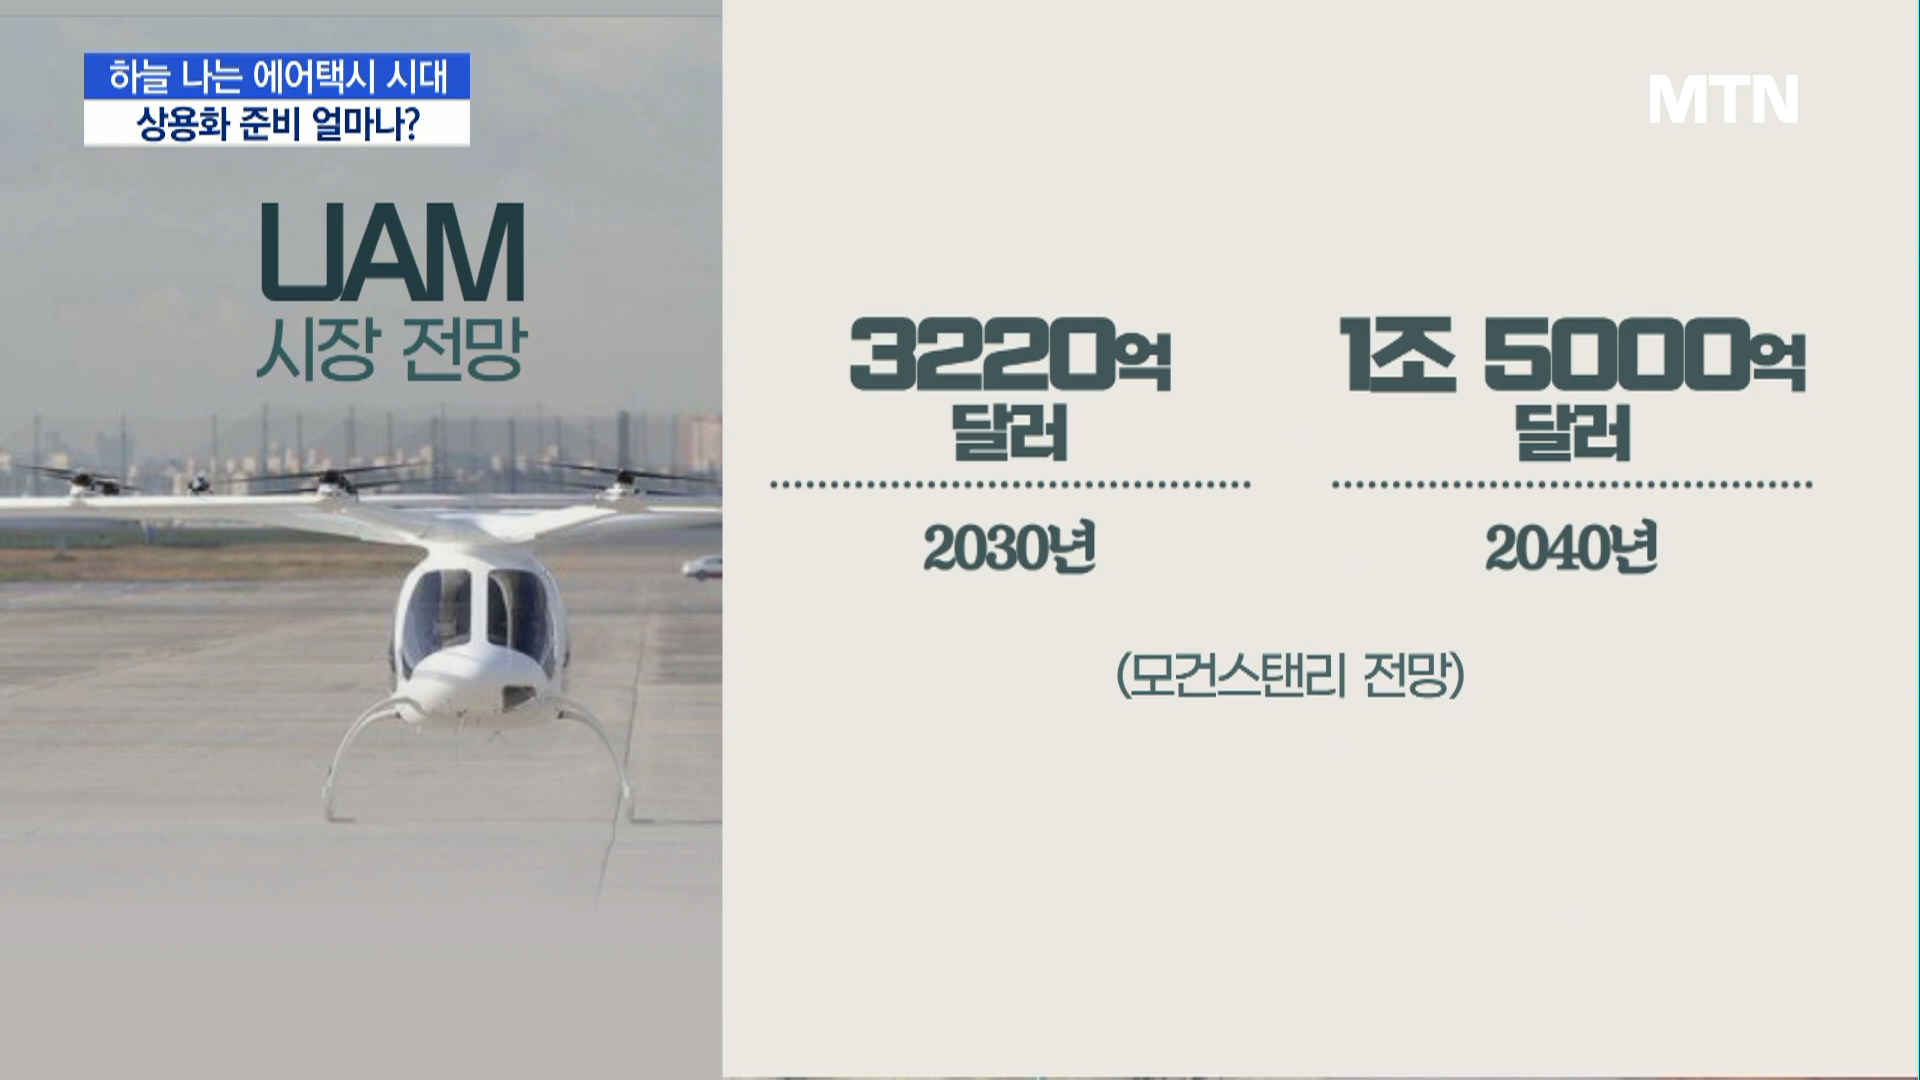 하늘 나는 에어택시 시대
상용화 준비 얼마나?
MTN
UAM
시장 전망
3220억
달러
2030년
1조 5000억
달러
2040년
(모건스탠리 전망)